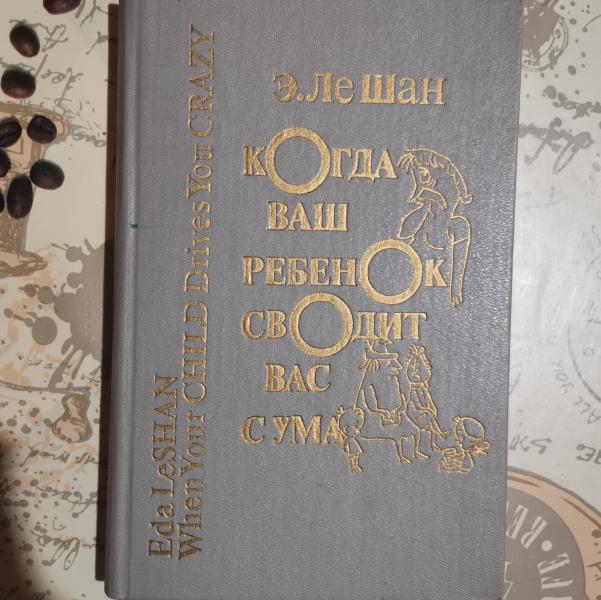 Э. Ле Шан
КОГДА
ВАШ
РЕБЕНОК
СВОДИТ
ВАС
С УМА
Eda LeSHAN
When Your CHILD Drives You CRAZY